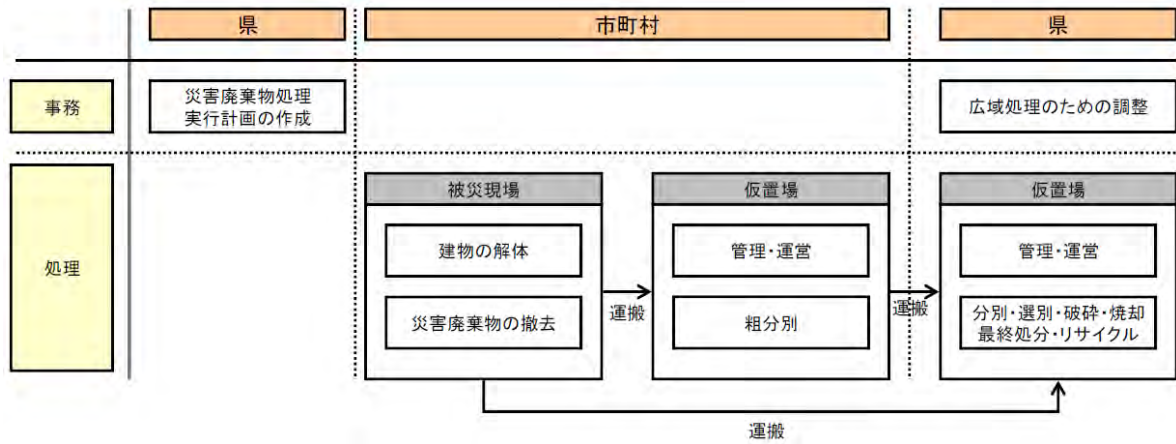 県
市町村
県
事務
災害廃棄物処理
実行計画の作成
広域処理のための調整
処理
被災現場
仮置場
仮置場
建物の解体
管理・運営
管理・運営
災害廃棄物の撤去
運搬
粗分別
運搬
分別・選別・破砕・焼却
最終処分・リサイクル
運搬